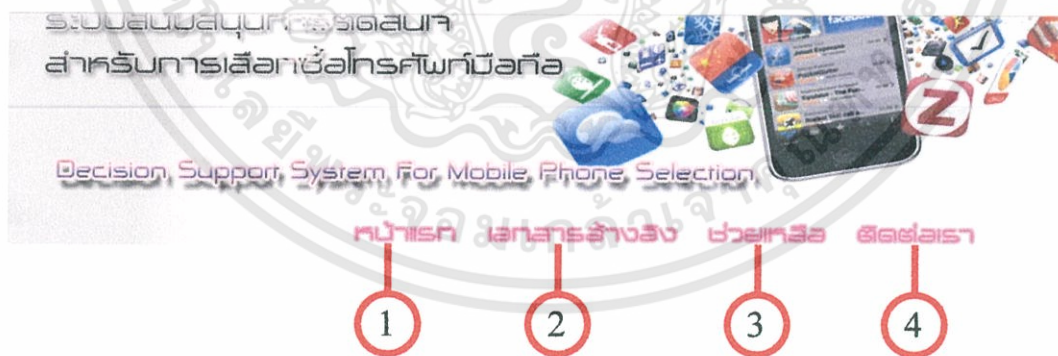 ระบบสนับสนุนการตัดสินใจ
สำหรับการเลือกซื้อโทรศัพท์มือถือ
facebook
Z
Decision Support System For Mobile Phone Selection
หน้าแรก เอกสารอ้างอิง ช่วยเหลือ ติดต่อเรา
1 2 3 4